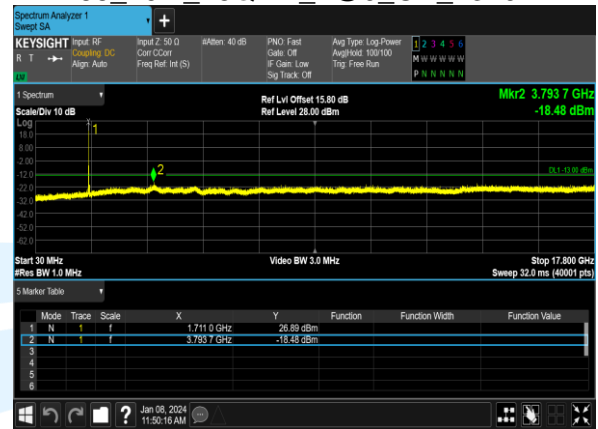 Spectrum Analyzer 1
Swept SA
KEYSIGHT
R T
LV
Input: RF
Coupling: DC
Align: Auto
Input Z: 50 Ω
Corr CCorr
Freq Ref: Int (S)
#Atten: 40 dB
PNO: Fast
Gate: Off
IF Gain: Low
Sig Track: Off
Avg Type: Log-Power
Avg|Hold: 100/100
Trig: Free Run
1 2 3 4 5 6
M W W W W W
P N N N N N
1 Spectrum
Scale/Div 10 dB
Ref Lvl Offset 15.80 dB
Ref Level 28.00 dBm
Mkr2 3.793 7 GHz
-18.48 dBm
Log
18.0
8.00
-2.00
-12.0
-22.0
-32.0
-42.0
-52.0
-62.0
1
2
DL1 -13.00 dBm
Start 30 MHz
#Res BW 1.0 MHz
Video BW 3.0 MHz
Stop 17.800 GHz
Sweep 32.0 ms (40001 pts)
5 Marker Table
Mode Trace Scale X Y Function Function Width Function Value
1 N 1 f 1.711 0 GHz 26.89 dBm
2 N 1 f 3.793 7 GHz -18.48 dBm
3
4
5
6
?
Jan 08, 2024
11:50:16 AM